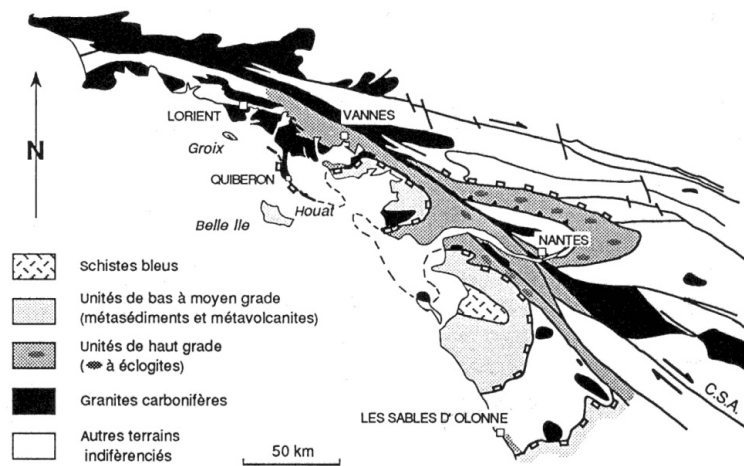 N
LORIENT
VANNES
Groix
QUIBERON
Houat
Belle Ile
NANTES
Schistes bleus
Unités de bas à moyen grade
(métasédiments et métavolcanites)
Unités de haut grade
( à éclogites)
Granites carbonifères
Autres terrains
indifèrenciés
50 km
LES SABLES D' OLONNE
C.S.A.